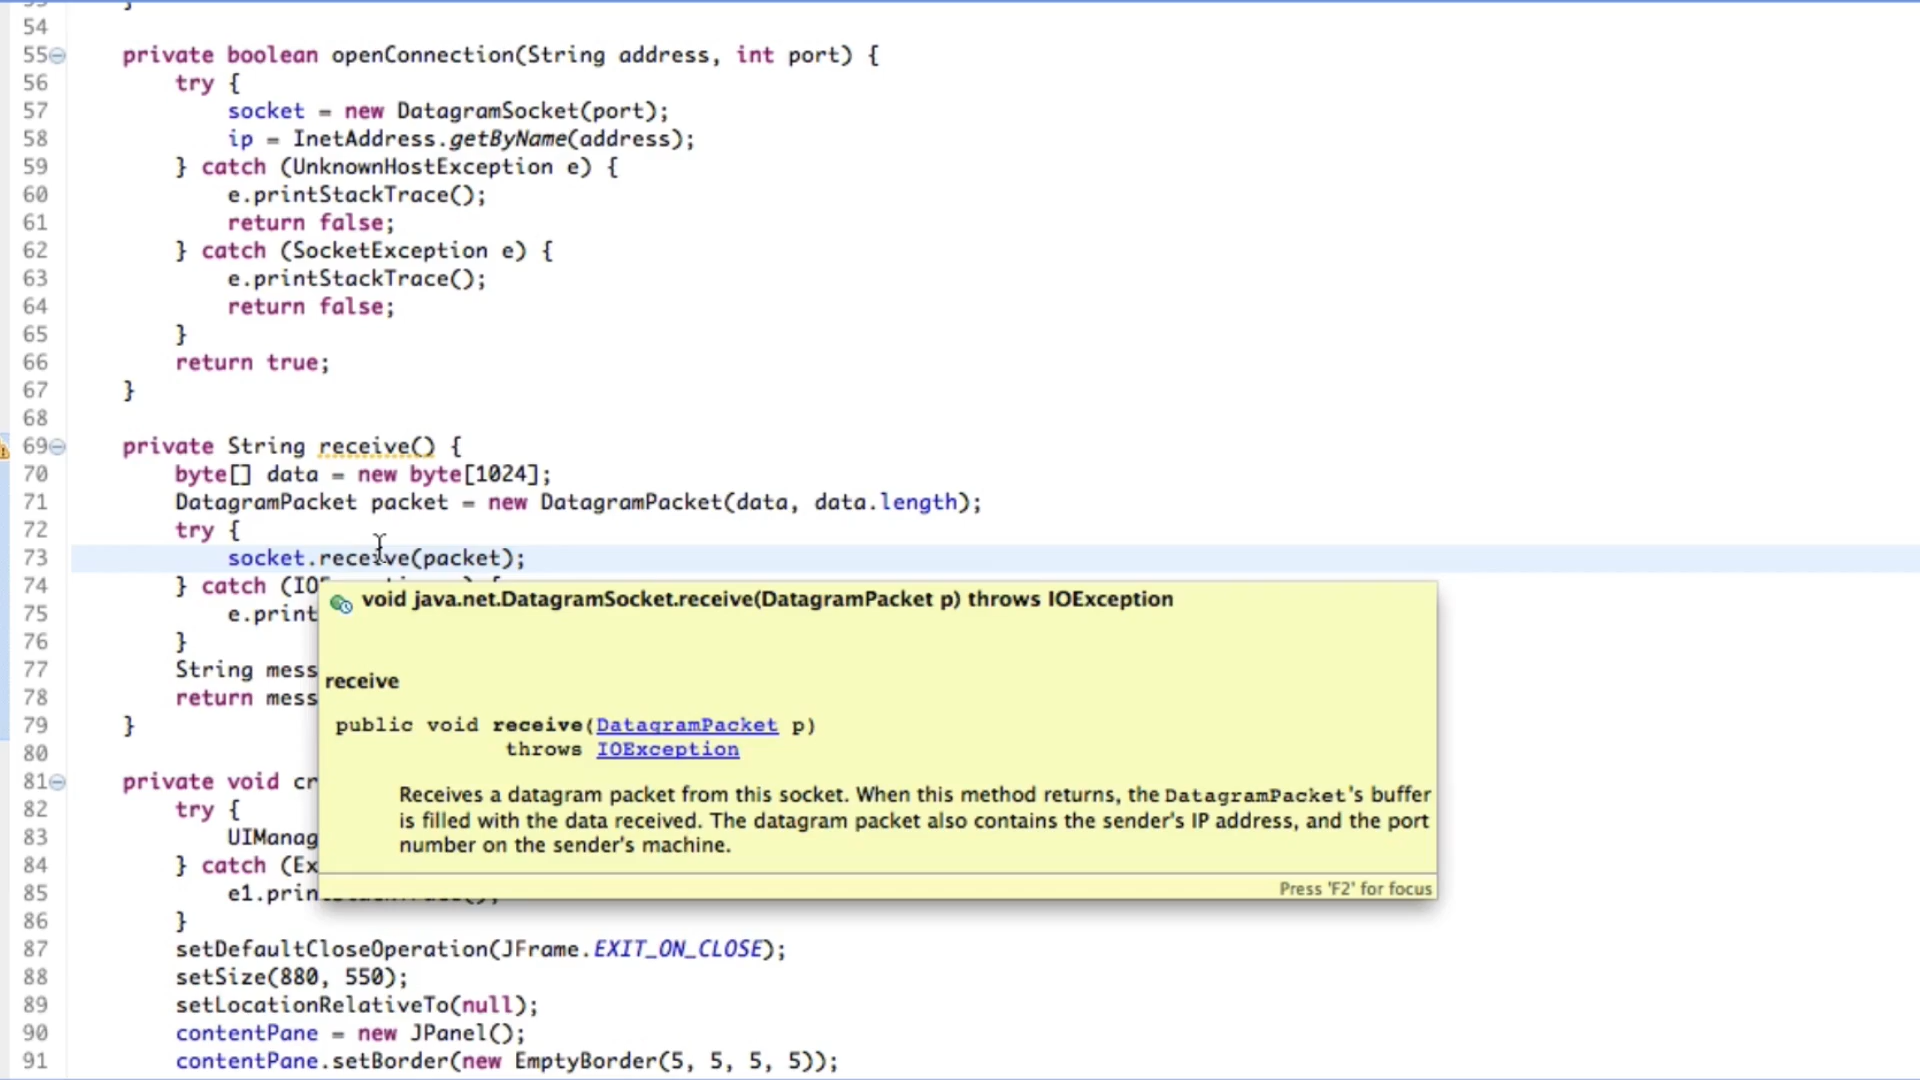 54
55 private boolean openConnection(String address, int port) {
56 try {
57 socket = new DatagramSocket(port);
58 ip = InetAddress.getByName(address);
59 } catch (UnknownHostException e) {
60 e.printStackTrace();
61 return false;
62 } catch (SocketException e) {
63 e.printStackTrace();
64 return false;
65 }
66 return true;
67 }
68
69 private String receive() {
70 byte[] data = new byte[1024];
71 DatagramPacket packet = new DatagramPacket(data, data.length);
72 try {
73 socket.receive(packet);
74 } catch (IO
75 e.print
76 }
77 String mess
78 return mess
79 }
80
81 private void cr
82 try {
83 UIManag
84 } catch (Ex
85 e1.prin
86 }
87 setDefaultCloseOperation(JFrame.EXIT_ON_CLOSE);
88 setSize(880, 550);
89 setLocationRelativeTo(null);
90 contentPane = new JPanel();
91 contentPane.setBorder(new EmptyBorder(5, 5, 5, 5));
void java.net.DatagramSocket.receive(DatagramPacket p) throws IOException
receive
public void receive(DatagramPacket p)
throws IOException
Receives a datagram packet from this socket. When this method returns, the DatagramPacket's buffer
is filled with the data received. The datagram packet also contains the sender's IP address, and the port
number on the sender's machine.
Press 'F2' for focus